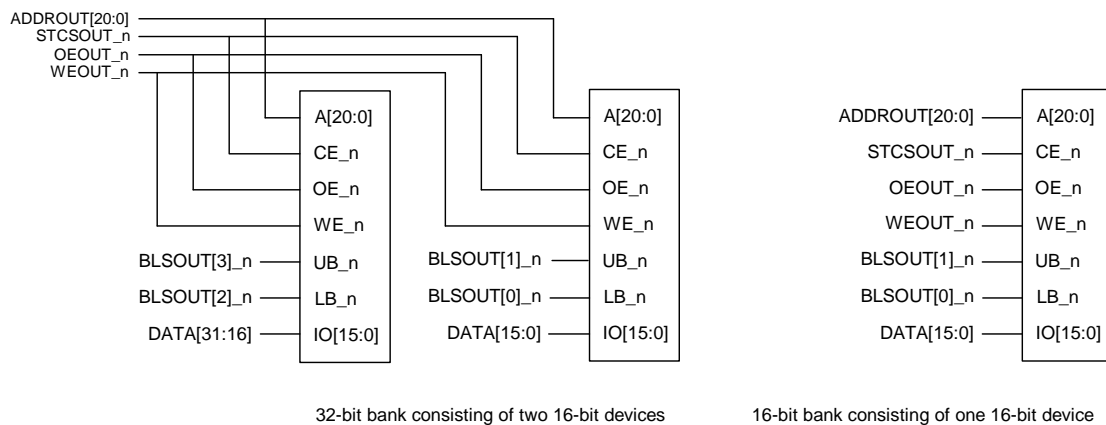 ADDROUT[20:0]
STCSOUT_n
OEOUT_n
WEOUT_n
A[20:0]
CE_n
OE_n
WE_n
BLSOUT[3]_n UB_n
BLSOUT[2]_n LB_n
DATA[31:16] IO[15:0]
A[20:0]
CE_n
OE_n
WE_n
BLSOUT[1]_n UB_n
BLSOUT[0]_n LB_n
DATA[15:0] IO[15:0]
32-bit bank consisting of two 16-bit devices
ADDROUT[20:0] A[20:0]
STCSOUT_n CE_n
OEOUT_n OE_n
WEOUT_n WE_n
BLSOUT[1]_n UB_n
BLSOUT[0]_n LB_n
DATA[15:0] IO[15:0]
16-bit bank consisting of one 16-bit device